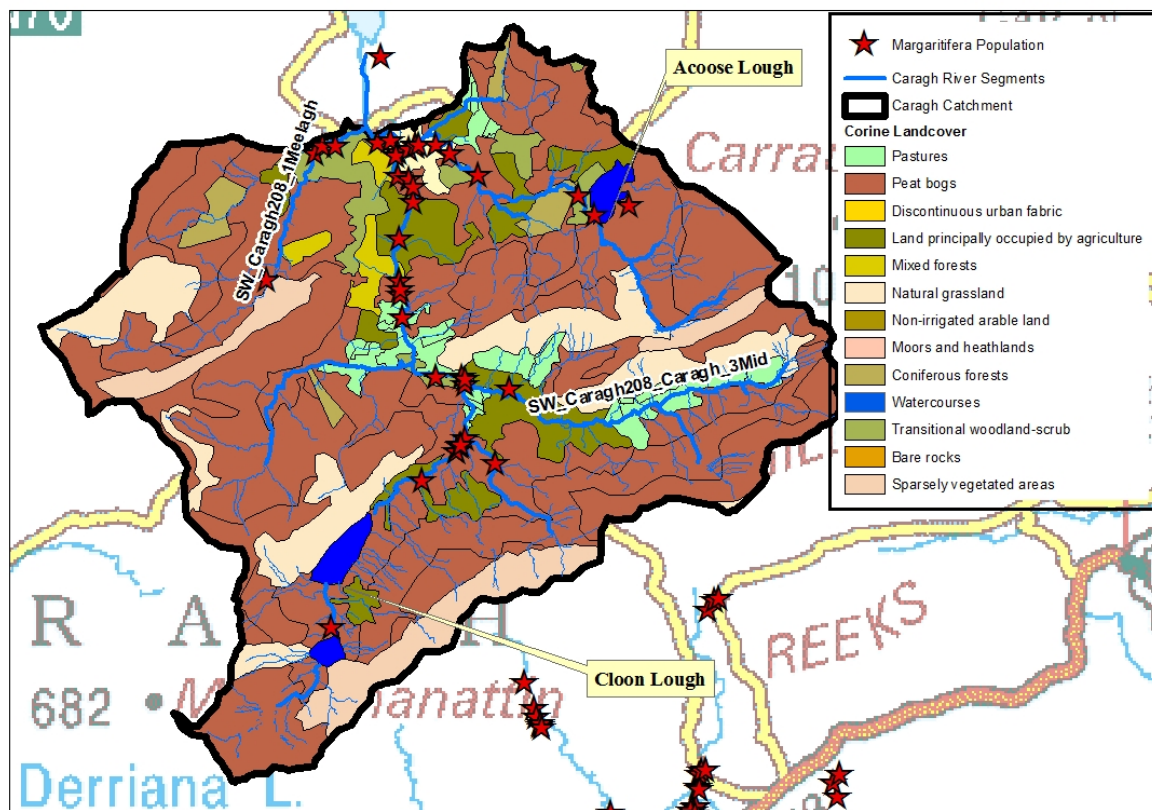 Acoose Lough
SW_Caragh208_1Meelagh
SW_Caragh208_Caragh_3Mid
Cloon Lough
R A H
682
REEKS
Derriana L.
Margaritifera Population
Caragh River Segments
Caragh Catchment
Corine Landcover
Pastures
Peat bogs
Discontinuous urban fabric
Land principally occupied by agriculture
Mixed forests
Natural grassland
Non-irrigated arable land
Moors and heathlands
Coniferous forests
Watercourses
Transitional woodland-scrub
Bare rocks
Sparsely vegetated areas